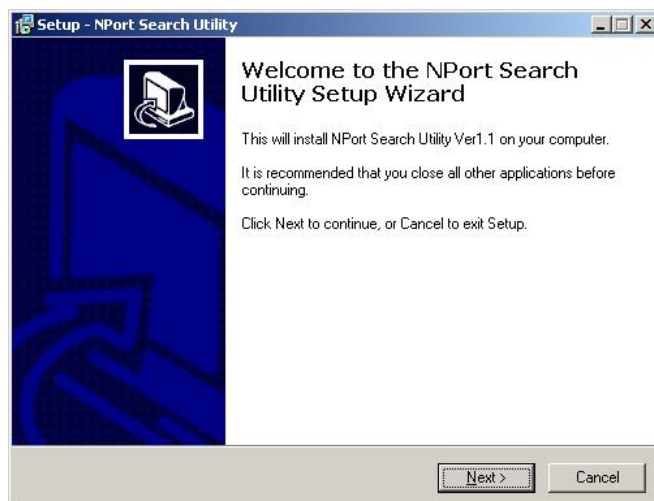 Setup - NPort Search Utility
Welcome to the NPort Search
Utility Setup Wizard
This will install NPort Search Utility Ver1.1 on your computer.
It is recommended that you close all other applications before
continuing.
Click Next to continue, or Cancel to exit Setup.
Next >
Cancel